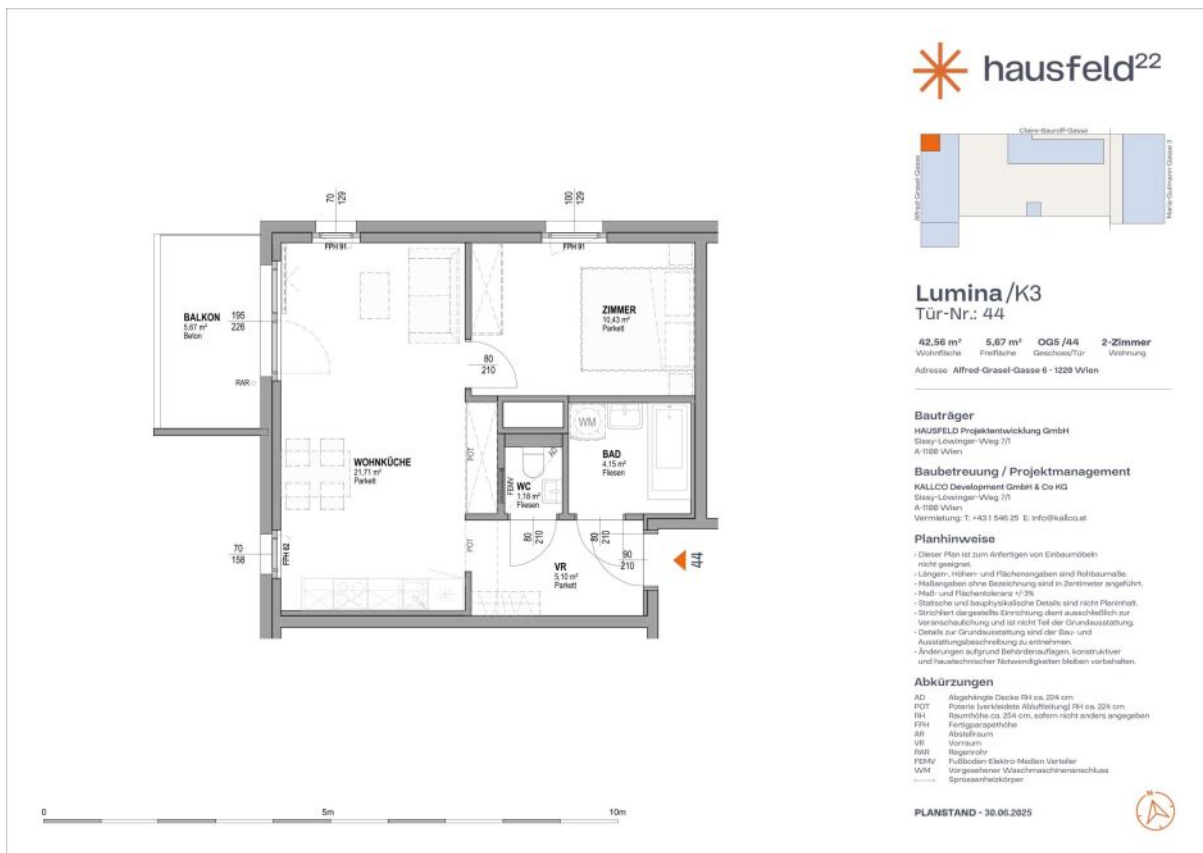 hausfeld²²
Claire-Bauroff-Gasse
Alfred-Grasel-Gasse
Maria-Gutmann-Gasse 3
Lumina/K3
Tür-Nr.: 44
42,56 m² 5,67 m² OG5 /44 2-Zimmer
Wohnfläche Freifläche Geschoss/Tür Wohnung
Adresse Alfred-Grasel-Gasse 6 - 1220 Wien
Bauträger
HAUSFELD Projektentwicklung GmbH
Sissy-Löwinger-Weg 7/1
A-1100 Wien
Baubetreuung / Projektmanagement
KALLCO Development GmbH & Co KG
Sissy-Löwinger-Weg 7/1
A-1100 Wien
Vermietung: T: +43 1 546 25 E: info@kallco.at
Planhinweise
- Dieser Plan ist zum Anfertigen von Einbaumöbeln
nicht geeignet.
- Längen-, Höhen- und Flächenangaben sind Rohbaumaße.
- Maßangaben ohne Bezeichnung sind in Zentimeter angeführt.
- Maß- und Flächentoleranz +/-3%
- Statische und bauphysikalische Details sind nicht Planinhalt.
- Strichliert dargestellte Einrichtung dient ausschließlich zur
Veranschaulichung und ist nicht Teil der Grundausstattung.
- Details zur Grundausstattung sind der Bau- und
Ausstattungsbeschreibung zu entnehmen.
- Änderungen aufgrund Behördenauflagen, konstruktiver
und haustechnischer Notwendigkeiten bleiben vorbehalten.
Abkürzungen
AD Abgehängte Decke RH ca. 224 cm
POT Poterie (verkleidete Abluftleitung) RH ca. 224 cm
RH Raumhöhe ca. 254 cm, sofern nicht anders angegeben
FPH Fertigparapethöhe
AR Abstellraum
VR Vorraum
RAR Regenrohr
FEMV Fußboden-Elektro-Medien Verteiler
WM Vorgesehener Waschmaschinenanschluss
Sprossenheizkörper
PLANSTAND - 30.06.2025
N
70
129
FPH 91
100
129
FPH 91
BALKON
5,67 m²
Beton
195
226
RAR
ZIMMER
10,43 m²
Parkett
80
210
WOHNKÜCHE
21,71 m²
Parkett
POT
WM
AD
BAD
4,15 m²
Fliesen
FEMV
WC
1,18 m²
Fliesen
70
158
FPH 62
POT
80
210
80
210
90
210
44
VR
5,10 m²
Parkett
0 5m 10m